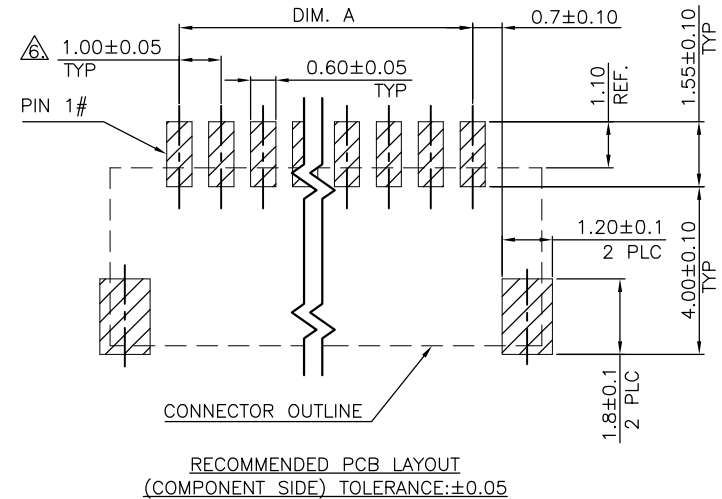 DIM. A
0.7±0.10
6.
1.00±0.05
TYP
0.60±0.05
TYP
1.10
REF.
1.55±0.10
TYP
PIN 1#
1.20±0.1
2 PLC
4.00±0.10
TYP
1.8±0.1
2 PLC
CONNECTOR OUTLINE
RECOMMENDED PCB LAYOUT
(COMPONENT SIDE) TOLERANCE:±0.05